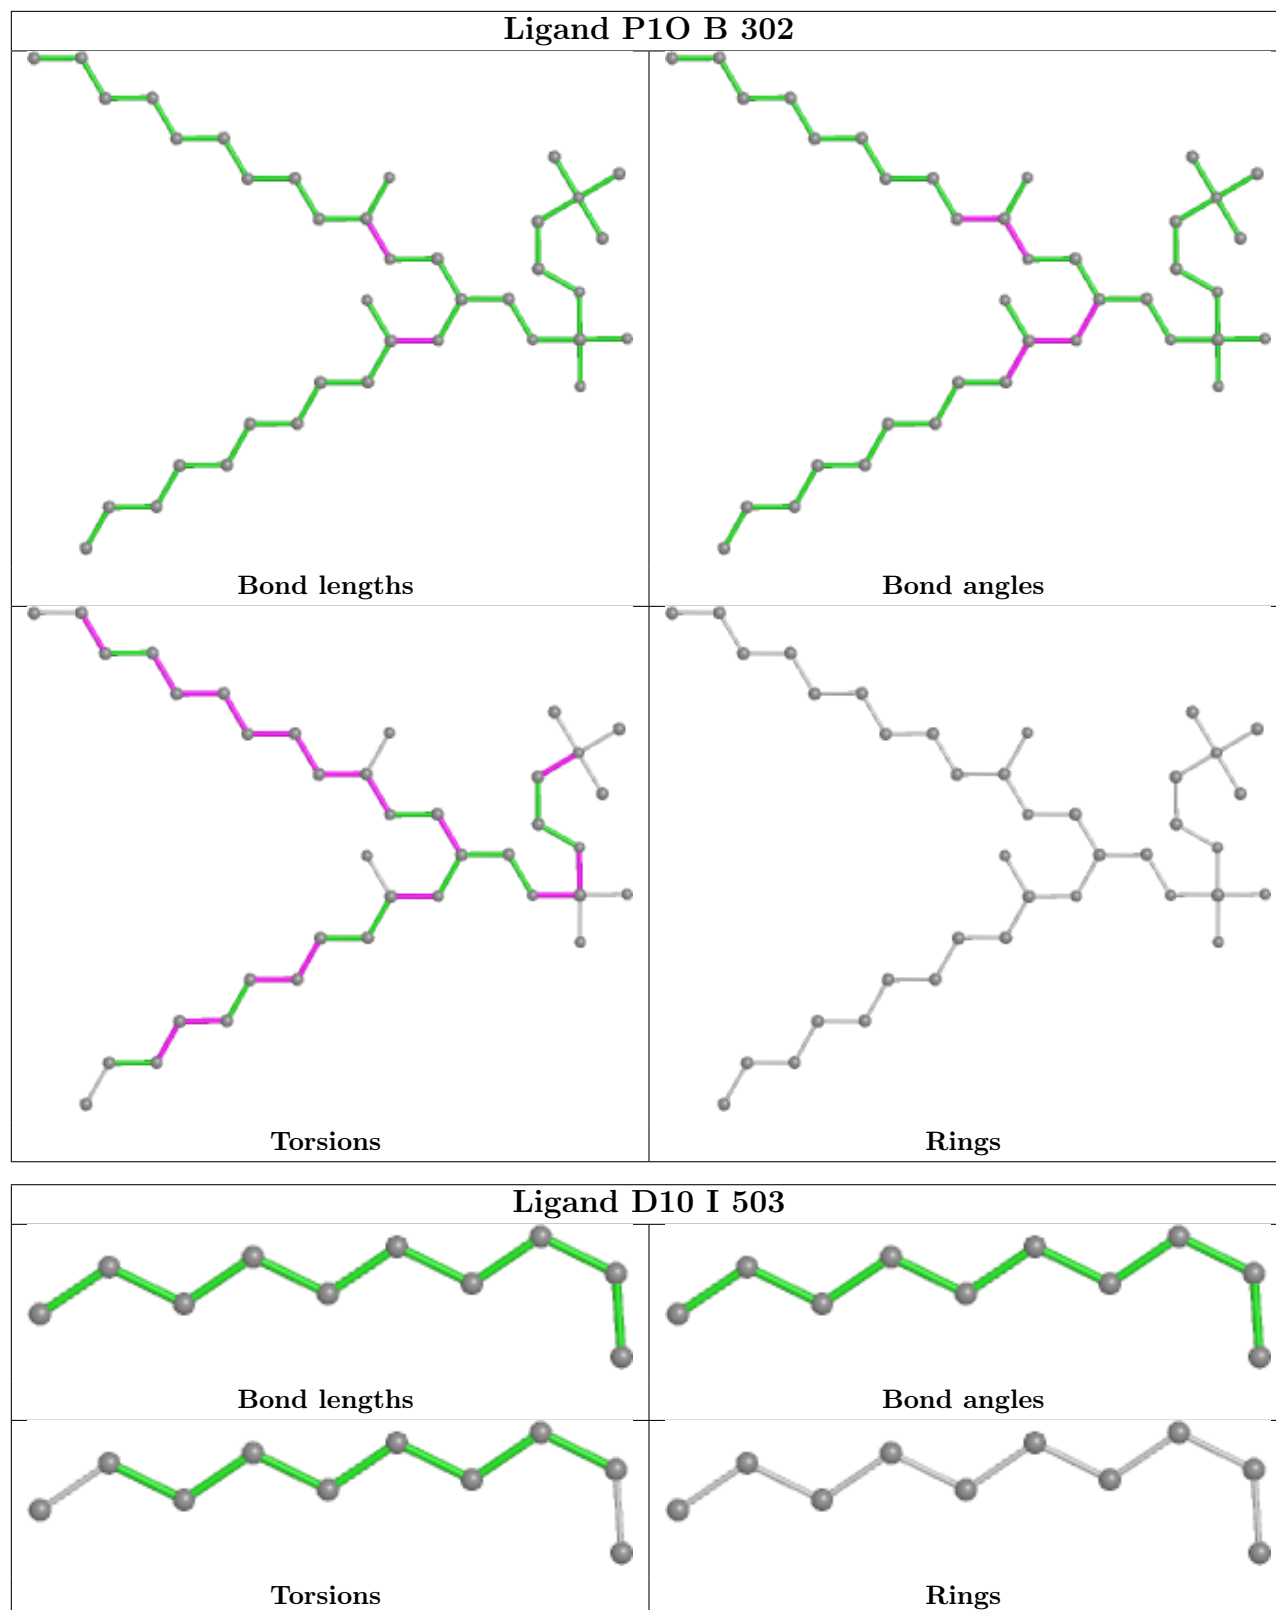 Ligand P1O B 302
Bond lengths
Bond angles
Torsions
Rings
Ligand D10 I 503
Bond lengths
Bond angles
Torsions
Rings